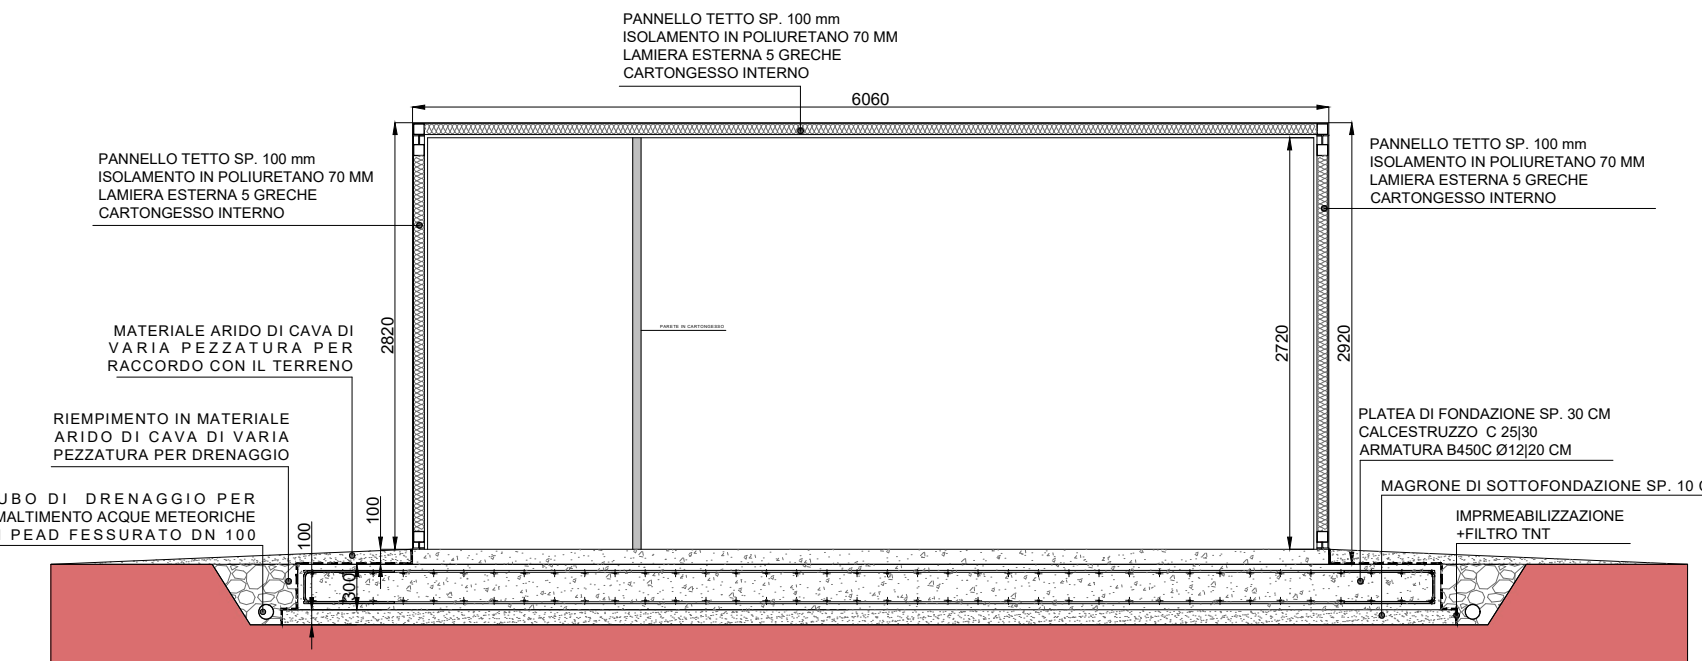 PANNELLO TETTO SP. 100 mm
ISOLAMENTO IN POLIURETANO 70 MM
LAMIERA ESTERNA 5 GRECHE
CARTONGESSO INTERNO
6060
PANNELLO TETTO SP. 100 mm
ISOLAMENTO IN POLIURETANO 70 MM
LAMIERA ESTERNA 5 GRECHE
CARTONGESSO INTERNO
PANNELLO TETTO SP. 100 mm
ISOLAMENTO IN POLIURETANO 70 MM
LAMIERA ESTERNA 5 GRECHE
CARTONGESSO INTERNO
2820
PARETE IN CARTONGESSO
2720
2920
MATERIALE ARIDO DI CAVA DI
VARIA PEZZATURA PER
RACCORDO CON IL TERRENO
RIEMPIMENTO IN MATERIALE
ARIDO DI CAVA DI VARIA
PEZZATURA PER DRENAGGIO
UBO DI DRENAGGIO PER
MALTIMENTO ACQUE METEORICHE
PEAD FESSURATO DN 100
100
100
300
PLATEA DI FONDAZIONE SP. 30 CM
CALCESTRUZZO C 25|30
ARMATURA B450C Ø12|20 CM
MAGRONE DI SOTTOFONDAZIONE SP. 10
IMPRMEABILIZZAZIONE
+FILTRO TNT